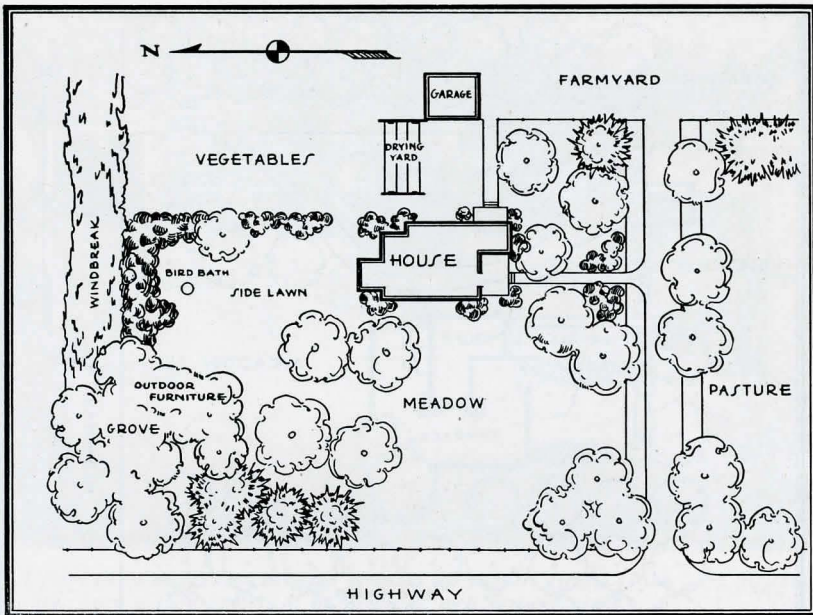 N
GARAGE
FARMYARD
DRYING
YARD
VEGETABLES
WINDBREAK
HOUSE
BIRD BATH
SIDE LAWN
OUTDOOR
FURNITURE
GROVE
MEADOW
PASTURE
HIGHWAY